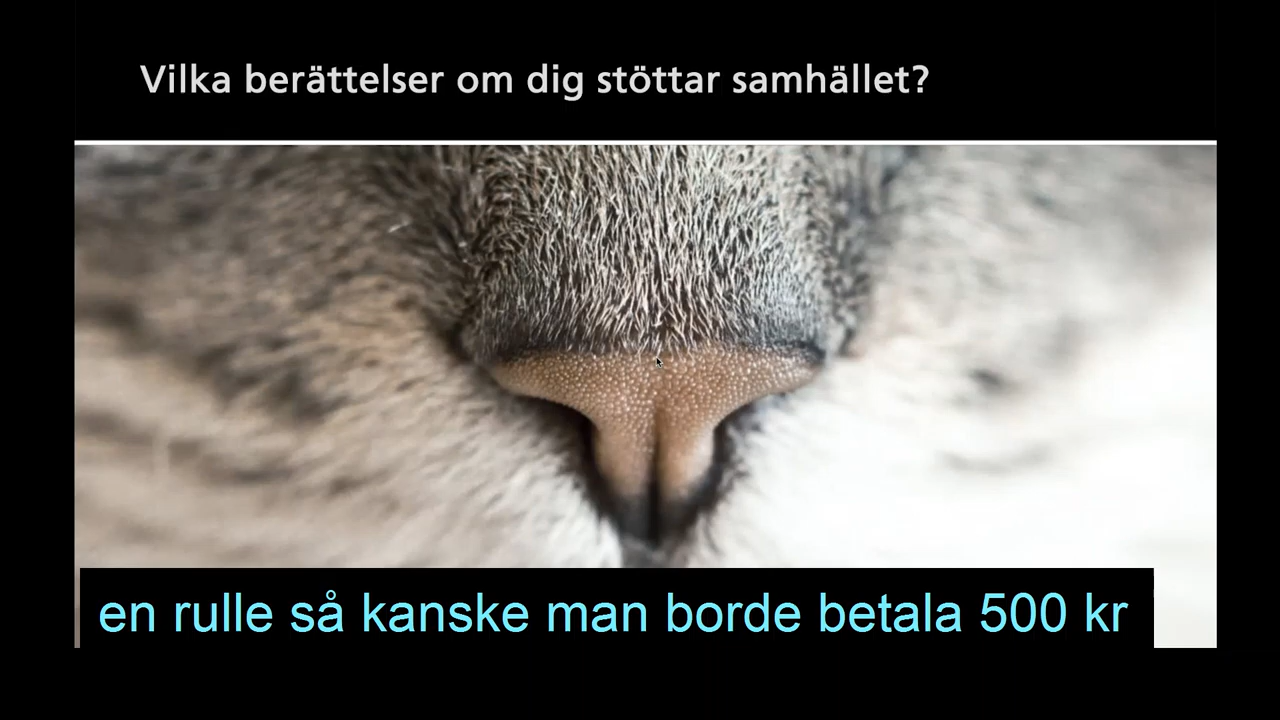 Vilka berättelser om dig stöttar samhället?
en rulle så kanske man borde betala 500 kr